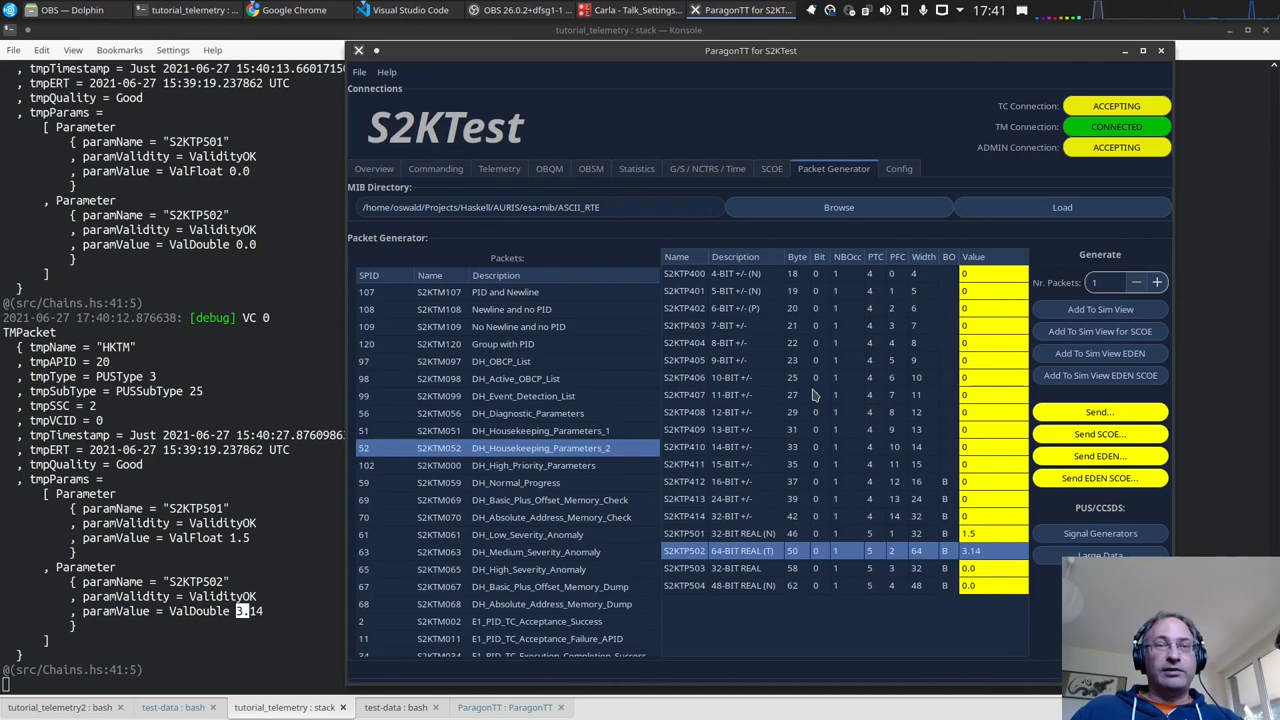 OBS — Dolphin
tutorial_telemetry : ...
Google Chrome
Visual Studio Code
OBS 26.0.2+dfsg1-1 ...
Carla - Talk_Settings...
ParagonTT for S2KT...
17:41
tutorial_telemetry : stack — Konsole
File Edit View Bookmarks Settings Help
, tmpTimestamp = Just 2021-06-27 15:40:13.6601715
, tmpERT = 2021-06-27 15:39:19.237862 UTC
, tmpQuality = Good
, tmpParams =
[ Parameter
{ paramName = "S2KTP501"
, paramValidity = ValidityOK
, paramValue = ValFloat 0.0
}
, Parameter
{ paramName = "S2KTP502"
, paramValidity = ValidityOK
, paramValue = ValDouble 0.0
}
]
}
@(src/Chains.hs:41:5)
2021-06-27 17:40:12.876638: [debug] VC 0
TMPacket
{ tmpName = "HKTM"
, tmpAPID = 20
, tmpType = PUSType 3
, tmpSubType = PUSSubType 25
, tmpSSC = 2
, tmpVCID = 0
, tmpTimestamp = Just 2021-06-27 15:40:27.8760986
, tmpERT = 2021-06-27 15:39:19.237862 UTC
, tmpQuality = Good
, tmpParams =
[ Parameter
{ paramName = "S2KTP501"
, paramValidity = ValidityOK
, paramValue = ValFloat 1.5
}
, Parameter
{ paramName = "S2KTP502"
, paramValidity = ValidityOK
, paramValue = ValDouble 3.14
}
]
}
@(src/Chains.hs:41:5)
ParagonTT for S2KTest
File Help
Connections
S2KTest
TC Connection: ACCEPTING
TM Connection: CONNECTED
ADMIN Connection: ACCEPTING
Overview Commanding Telemetry OBQM OBSM Statistics G/S / NCTRS / Time SCOE Packet Generator Config
MIB Directory:
/home/oswald/Projects/Haskell/AURIS/esa-mib/ASCII_RTE Browse Load
Packet Generator:
Packets:
SPID Name Description
107 S2KTM107 PID and Newline
108 S2KTM108 Newline and no PID
109 S2KTM109 No Newline and no PID
120 S2KTM120 Group with PID
97 S2KTM097 DH_OBCP_List
98 S2KTM098 DH_Active_OBCP_List
99 S2KTM099 DH_Event_Detection_List
56 S2KTM056 DH_Diagnostic_Parameters
51 S2KTM051 DH_Housekeeping_Parameters_1
52 S2KTM052 DH_Housekeeping_Parameters_2
102 S2KTM000 DH_High_Priority_Parameters
59 S2KTM059 DH_Normal_Progress
69 S2KTM069 DH_Basic_Plus_Offset_Memory_Check
70 S2KTM070 DH_Absolute_Address_Memory_Check
61 S2KTM061 DH_Low_Severity_Anomaly
63 S2KTM063 DH_Medium_Severity_Anomaly
65 S2KTM065 DH_High_Severity_Anomaly
67 S2KTM067 DH_Basic_Plus_Offset_Memory_Dump
68 S2KTM068 DH_Absolute_Address_Memory_Dump
2 S2KTM002 E1_PID_TC_Acceptance_Success
11 S2KTM011 E1_PID_TC_Acceptance_Failure_APID
34 S2KTM034 E1_PID_TC_Execution_Completion_Success
Name Description Byte Bit NBOcc PTC PFC Width BO Value
S2KTP400 4-BIT +/- (N) 18 0 1 4 0 4 0
S2KTP401 5-BIT +/- (N) 19 0 1 4 1 5 0
S2KTP402 6-BIT +/- (P) 20 0 1 4 2 6 0
S2KTP403 7-BIT +/- 21 0 1 4 3 7 0
S2KTP404 8-BIT +/- 22 0 1 4 4 8 0
S2KTP405 9-BIT +/- 23 0 1 4 5 9 0
S2KTP406 10-BIT +/- 25 0 1 4 6 10 0
S2KTP407 11-BIT +/- 27 0 1 4 7 11 0
S2KTP408 12-BIT +/- 29 0 1 4 8 12 0
S2KTP409 13-BIT +/- 31 0 1 4 9 13 0
S2KTP410 14-BIT +/- 33 0 1 4 10 14 0
S2KTP411 15-BIT +/- 35 0 1 4 11 15 0
S2KTP412 16-BIT +/- 37 0 1 4 12 16 B 0
S2KTP413 24-BIT +/- 39 0 1 4 13 24 B 0
S2KTP414 32-BIT +/- 42 0 1 4 14 32 B 0
S2KTP501 32-BIT REAL (N) 46 0 1 5 1 32 B 1.5
S2KTP502 64-BIT REAL (T) 50 0 1 5 2 64 B 3.14
S2KTP503 32-BIT REAL 58 0 1 5 3 32 B 0.0
S2KTP504 48-BIT REAL (N) 62 0 1 5 4 48 B 0.0
Generate
Nr. Packets: 1
Add To Sim View
Add To Sim View for SCOE
Add To Sim View EDEN
Add To Sim View EDEN SCOE
Send...
Send SCOE...
Send EDEN...
Send EDEN SCOE...
PUS/CCSDS:
Signal Generators
Large Data
tutorial_telemetry2 : bash
test-data : bash
tutorial_telemetry : stack
test-data : bash
ParagonTT : ParagonTT